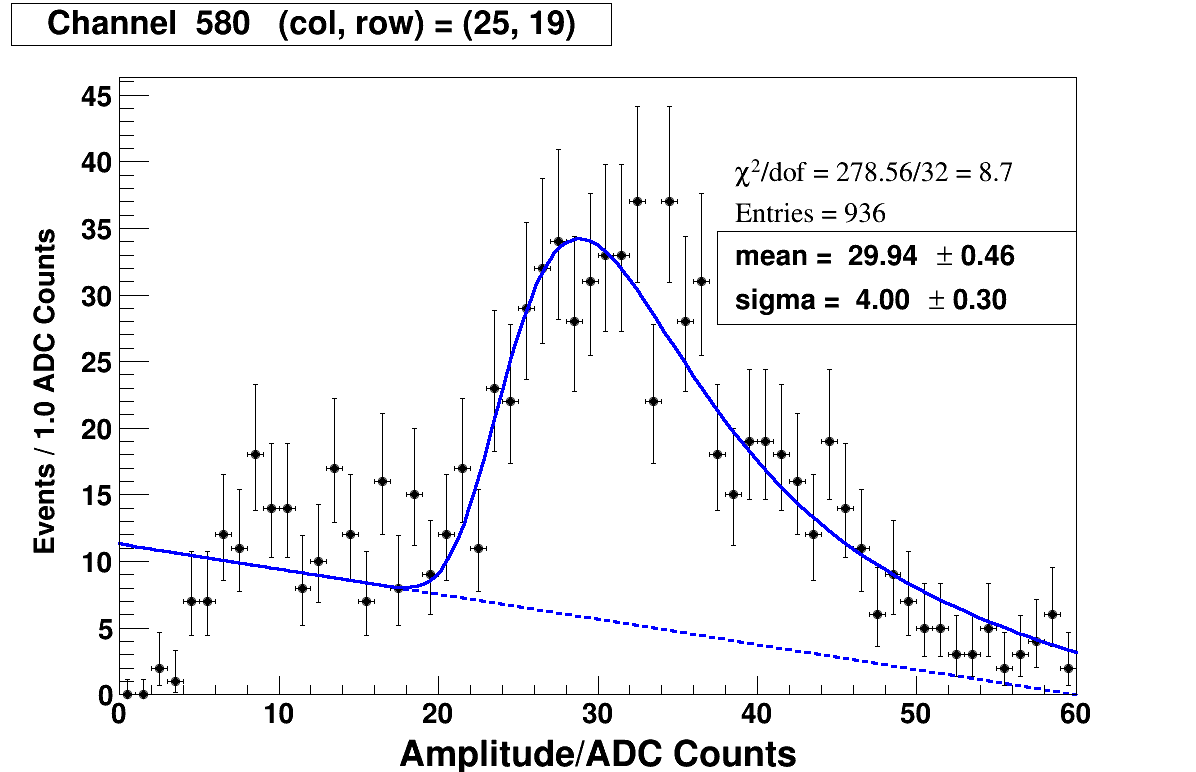 Channel 580 (col, row) = (25, 19)
45
40
35
30
25
20
15
10
5
0
Events / 1.0 ADC Counts
χ²/dof = 278.56/32 = 8.7
Entries = 936
mean = 29.94 ± 0.46
sigma = 4.00 ± 0.30
0 10 20 30 40 50 60
Amplitude/ADC Counts